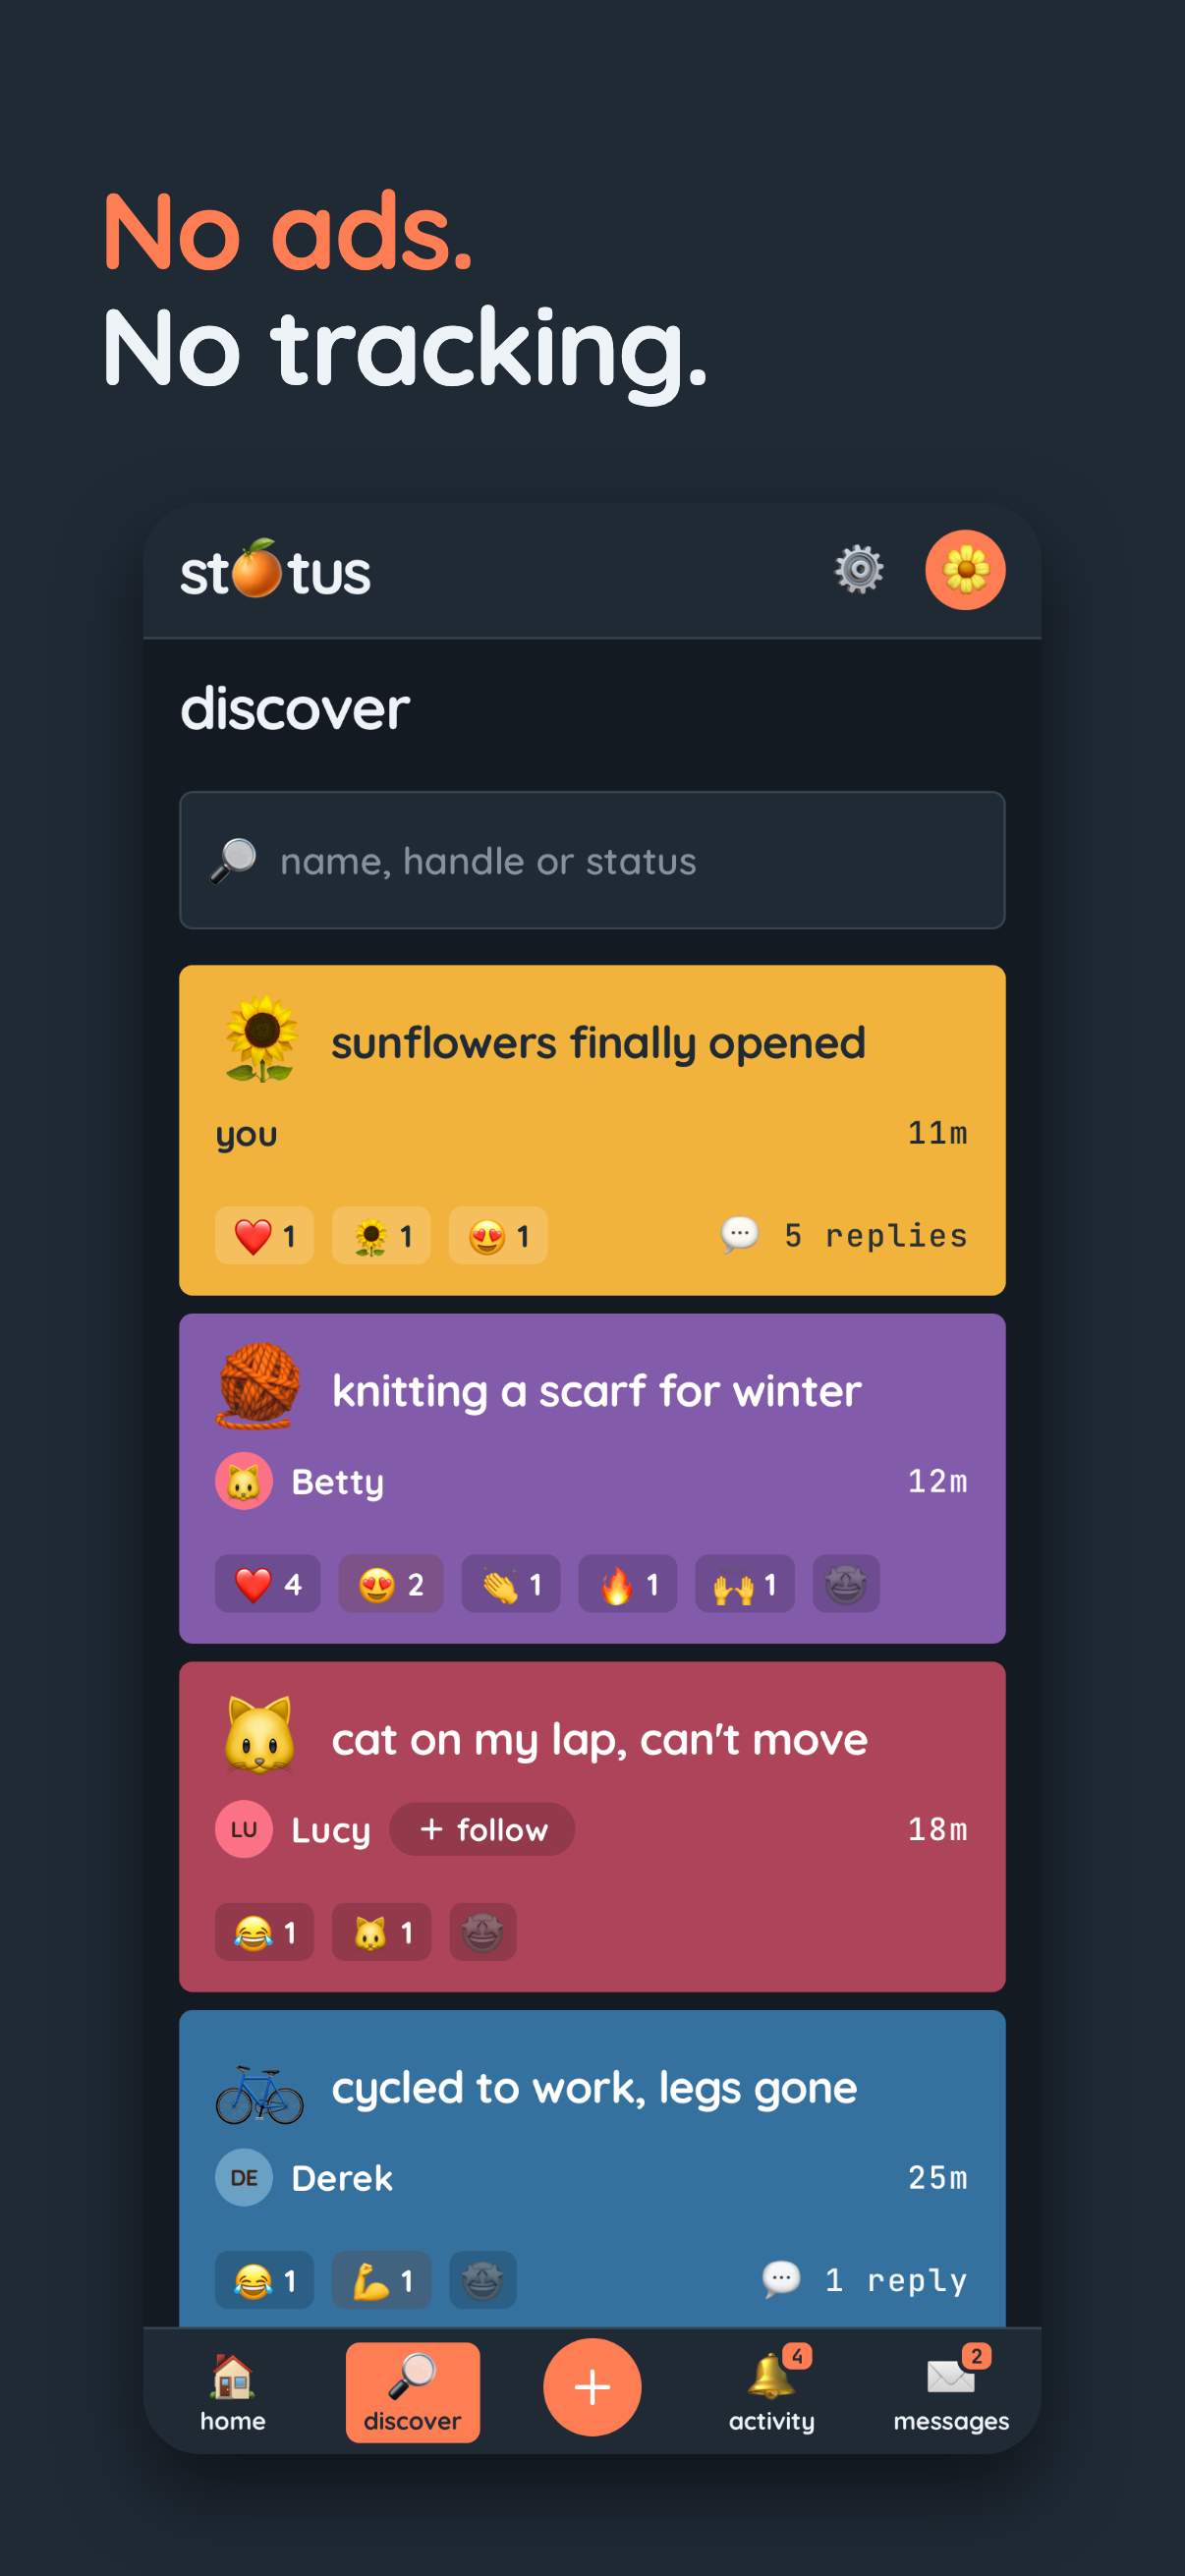 No ads.
No tracking.
st🍊tus
discover
name, handle or status
sunflowers finally opened
you 11m
1 1 1 5 replies
knitting a scarf for winter
Betty 12m
4 2 1 1 1
cat on my lap, can't move
LU Lucy + follow 18m
1 1
cycled to work, legs gone
DE Derek 25m
1 1 1 reply
4 2
home discover + activity messages